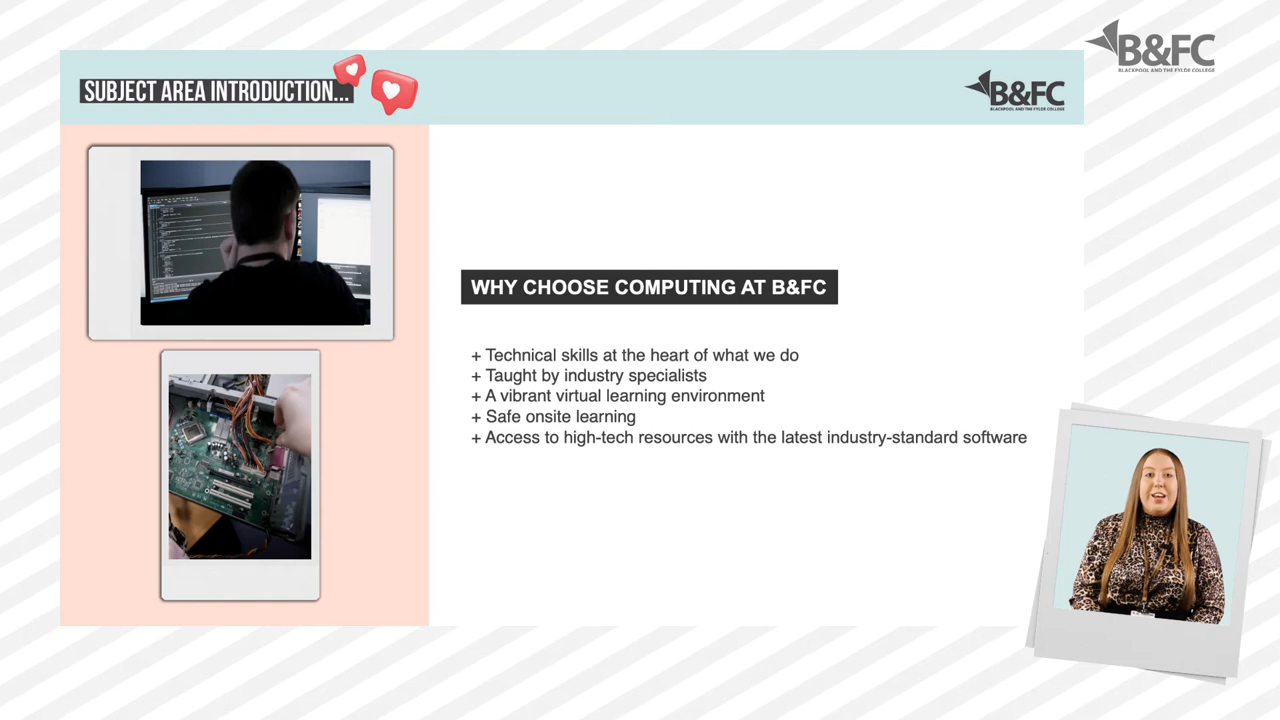 SUBJECT AREA INTRODUCTION...
B&FC
BLACKPOOL AND THE FYLDE COLLEGE
B&FC
BLACKPOOL AND THE FYLDE COLLEGE
WHY CHOOSE COMPUTING AT B&FC
+ Technical skills at the heart of what we do
+ Taught by industry specialists
+ A vibrant virtual learning environment
+ Safe onsite learning
+ Access to high-tech resources with the latest industry-standard software